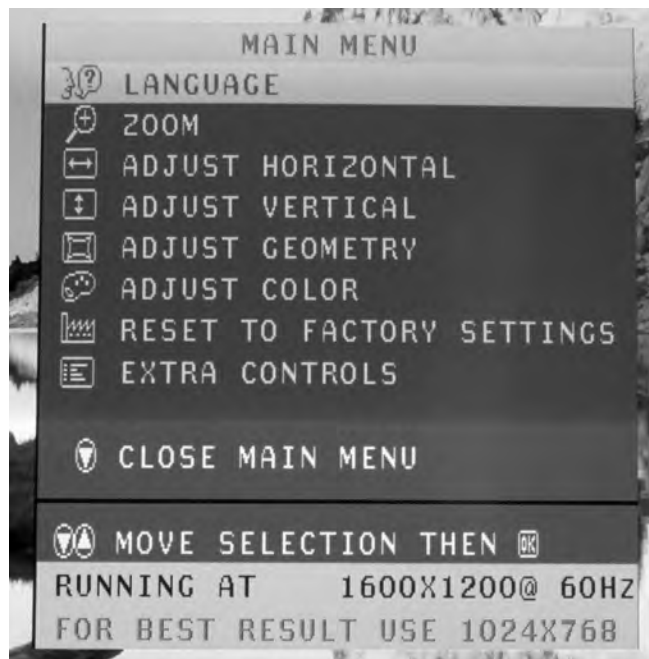 MAIN MENU
LANGUAGE
ZOOM
ADJUST HORIZONTAL
ADJUST VERTICAL
ADJUST GEOMETRY
ADJUST COLOR
RESET TO FACTORY SETTINGS
EXTRA CONTROLS
CLOSE MAIN MENU
MOVE SELECTION THEN OK
RUNNING AT 1600X1200@ 60HZ
FOR BEST RESULT USE 1024X768